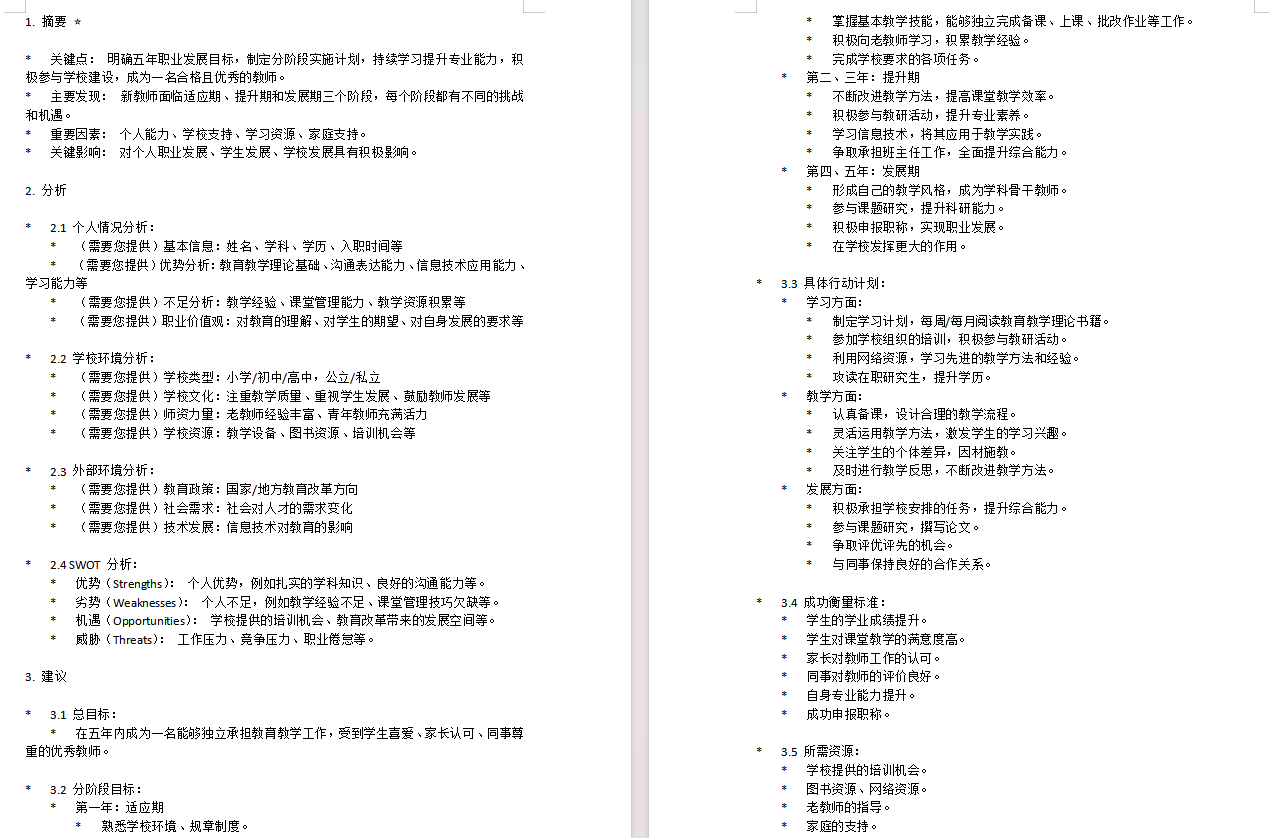 1. 摘要 ☆
* 关键点： 明确五年职业发展目标，制定分阶段实施计划，持续学习提升专业能力，积
极参与学校建设，成为一名合格且优秀的教师。
* 主要发现： 新教师面临适应期、提升期和发展期三个阶段，每个阶段都有不同的挑战
和机遇。
* 重要因素： 个人能力、学校支持、学习资源、家庭支持。
* 关键影响： 对个人职业发展、学生发展、学校发展具有积极影响。
2. 分析
* 2.1 个人情况分析：
* （需要您提供）基本信息：姓名、学科、学历、入职时间等
* （需要您提供）优势分析：教育教学理论基础、沟通表达能力、信息技术应用能力、
学习能力等
* （需要您提供）不足分析：教学经验、课堂管理能力、教学资源积累等
* （需要您提供）职业价值观：对教育的理解、对学生的期望、对自身发展的要求等
* 2.2 学校环境分析：
* （需要您提供）学校类型：小学/初中/高中，公立/私立
* （需要您提供）学校文化：注重教学质量、重视学生发展、鼓励教师发展等
* （需要您提供）师资力量：老教师经验丰富、青年教师充满活力
* （需要您提供）学校资源：教学设备、图书资源、培训机会等
* 2.3 外部环境分析：
* （需要您提供）教育政策：国家/地方教育改革方向
* （需要您提供）社会需求：社会对人才的需求变化
* （需要您提供）技术发展：信息技术对教育的影响
* 2.4 SWOT 分析：
* 优势（Strengths）： 个人优势，例如扎实的学科知识、良好的沟通能力等。
* 劣势（Weaknesses）： 个人不足，例如教学经验不足、课堂管理技巧欠缺等。
* 机遇（Opportunities）： 学校提供的培训机会、教育改革带来的发展空间等。
* 威胁（Threats）： 工作压力、竞争压力、职业倦怠等。
3. 建议
* 3.1 总目标：
* 在五年内成为一名能够独立承担教育教学工作，受到学生喜爱、家长认可、同事尊
重的优秀教师。
* 3.2 分阶段目标：
* 第一年：适应期
* 熟悉学校环境、规章制度。
* 掌握基本教学技能，能够独立完成备课、上课、批改作业等工作。
* 积极向老教师学习，积累教学经验。
* 完成学校要求的各项任务。
* 第二、三年：提升期
* 不断改进教学方法，提高课堂教学效率。
* 积极参与教研活动，提升专业素养。
* 学习信息技术，将其应用于教学实践。
* 争取承担班主任工作，全面提升综合能力。
* 第四、五年：发展期
* 形成自己的教学风格，成为学科骨干教师。
* 参与课题研究，提升科研能力。
* 积极申报职称，实现职业发展。
* 在学校发挥更大的作用。
* 3.3 具体行动计划：
* 学习方面：
* 制定学习计划，每周/每月阅读教育教学理论书籍。
* 参加学校组织的培训，积极参与教研活动。
* 利用网络资源，学习先进的教学方法和经验。
* 攻读在职研究生，提升学历。
* 教学方面：
* 认真备课，设计合理的教学流程。
* 灵活运用教学方法，激发学生的学习兴趣。
* 关注学生的个体差异，因材施教。
* 及时进行教学反思，不断改进教学方法。
* 发展方面：
* 积极承担学校安排的任务，提升综合能力。
* 参与课题研究，撰写论文。
* 争取评优评先的机会。
* 与同事保持良好的合作关系。
* 3.4 成功衡量标准：
* 学生的学业成绩提升。
* 学生对课堂教学的满意度高。
* 家长对教师工作的认可。
* 同事对教师的评价良好。
* 自身专业能力提升。
* 成功申报职称。
* 3.5 所需资源：
* 学校提供的培训机会。
* 图书资源、网络资源。
* 老教师的指导。
* 家庭的支持。